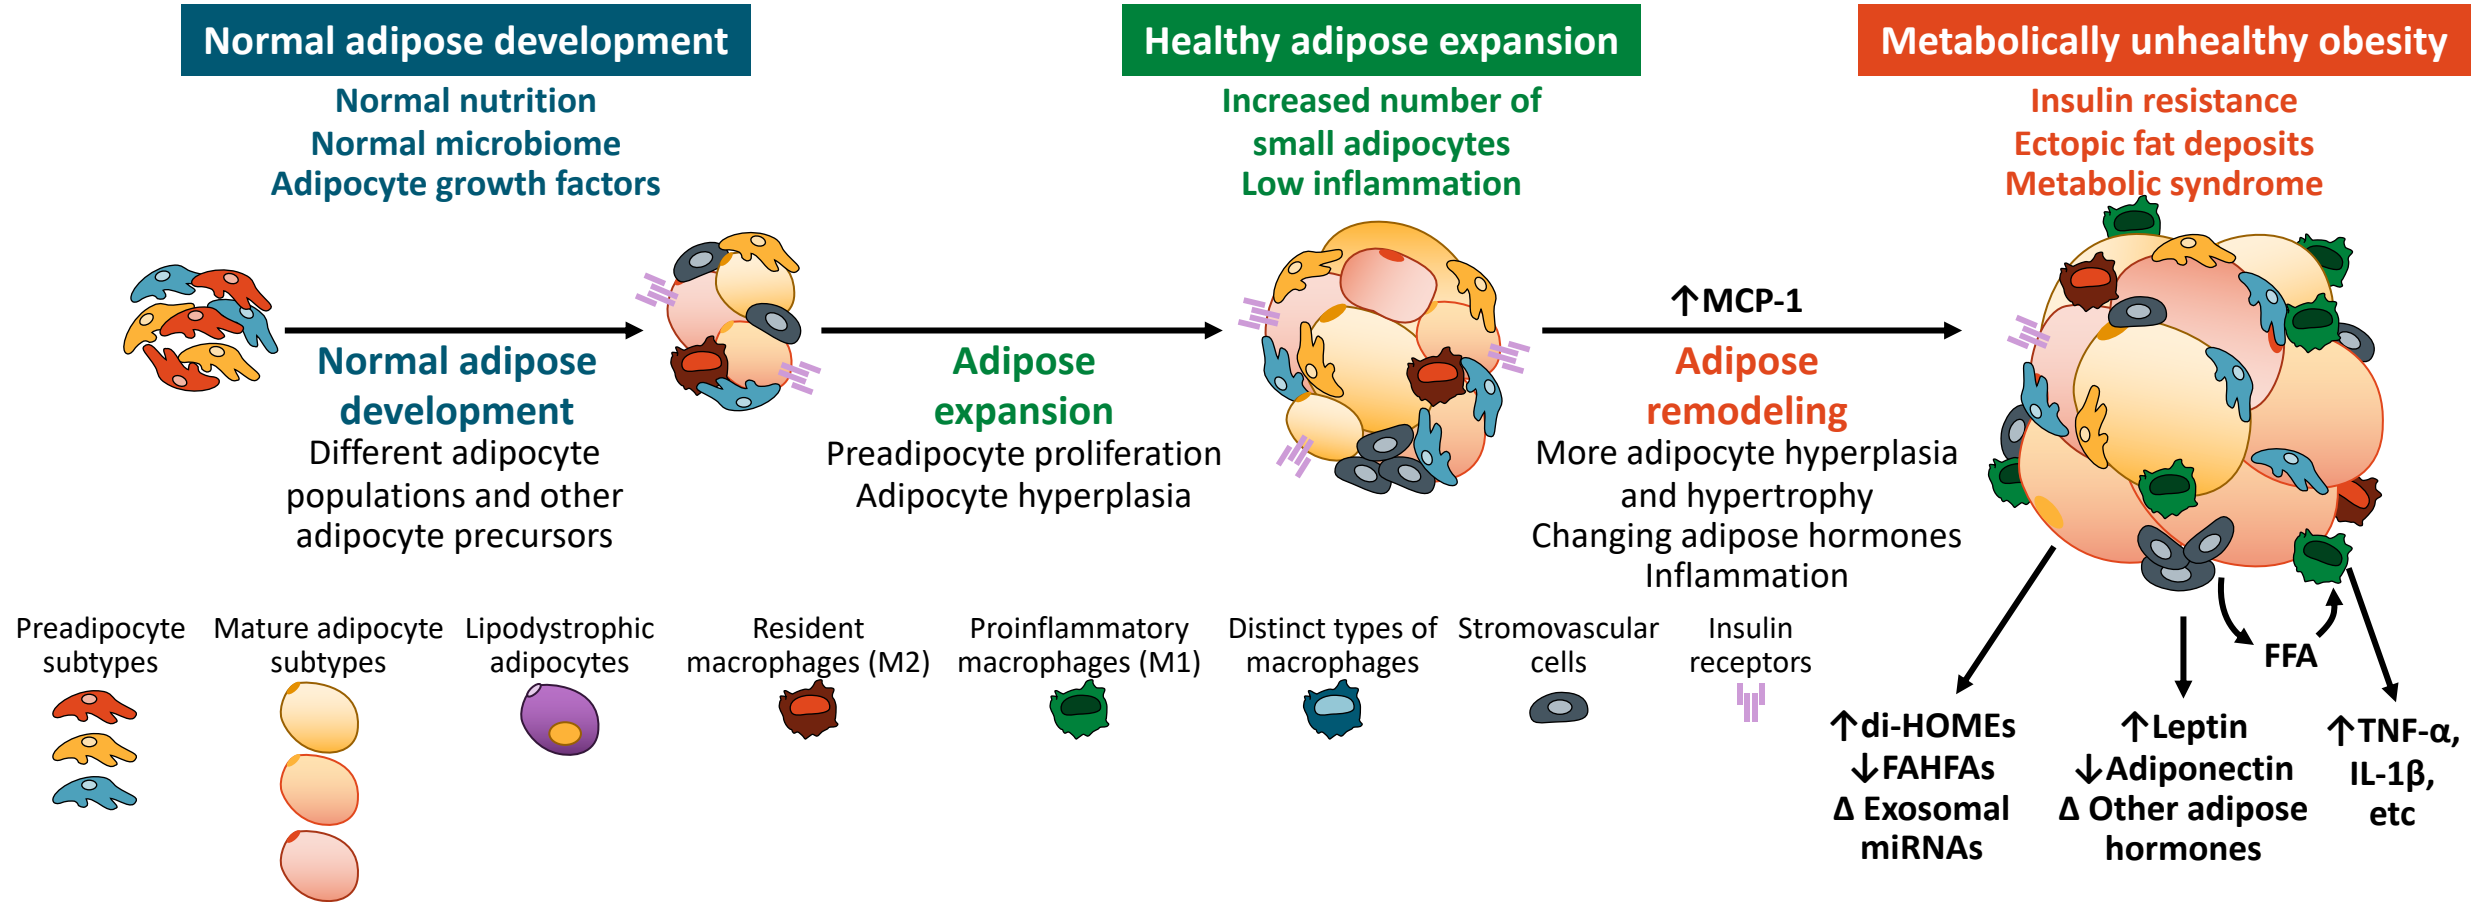 Normal adipose development
Normal nutrition
Normal microbiome
Adipocyte growth factors
Healthy adipose expansion
Increased number of
small adipocytes
Low inflammation
Metabolically unhealthy obesity
Insulin resistance
Ectopic fat deposits
Metabolic syndrome
Normal adipose
development
Different adipocyte
populations and other
adipocyte precursors
Adipose
expansion
Preadipocyte proliferation
Adipocyte hyperplasia
↑MCP-1
Adipose
remodeling
More adipocyte hyperplasia
and hypertrophy
Changing adipose hormones
Inflammation
Preadipocyte
subtypes
Mature adipocyte
subtypes
Lipodystrophic
adipocytes
Resident
macrophages (M2)
Proinflammatory
macrophages (M1)
Distinct types of
macrophages
Stromovascular
cells
Insulin
receptors
FFA
↑di-HOMEs
↓FAHFAs
Δ Exosomal
miRNAs
↑Leptin
↓Adiponectin
Δ Other adipose
hormones
↑TNF-α,
IL-1β,
etc